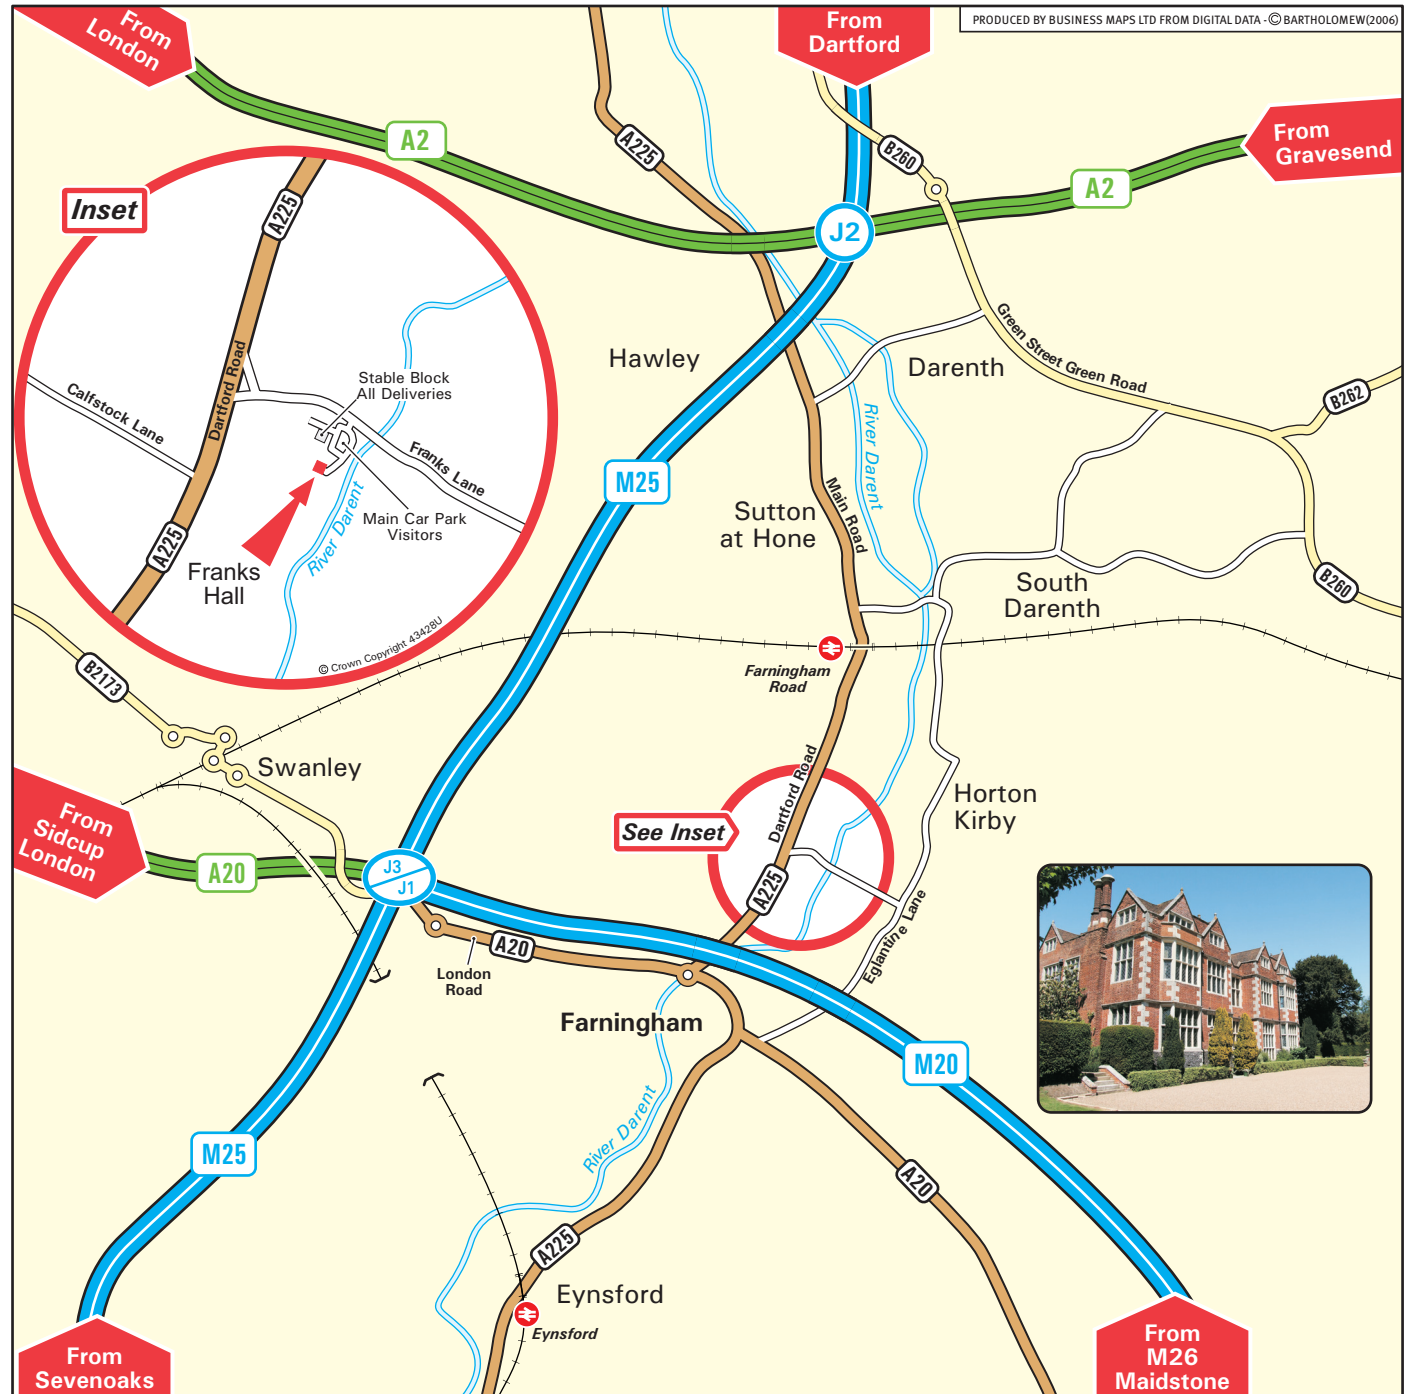 PRODUCED BY BUSINESS MAPS LTD FROM DIGITAL DATA - © BARTHOLOMEW(2006)
From
London
From
Dartford
From
Gravesend
A2
A225
B260
A2
J2
Inset
A225
Dartford Road
Calfstock Lane
Stable Block
All Deliveries
Franks Lane
Main Car Park
Visitors
River Darent
A225
Franks
Hall
© Crown Copyright 43428U
Hawley
Darenth
Green Street Green Road
B262
River Darent
M25
Main Road
Sutton
at Hone
South
Darenth
B260
B2173
Farningham
Road
Swanley
Dartford Road
Horton
Kirby
See Inset
From
Sidcup
London
A20
J3
J1
A225
Eglantine Lane
A20
London
Road
Farningham
M20
River Darent
M25
A20
A225
Eynsford
Eynsford
From
Sevenoaks
From
M26
Maidstone